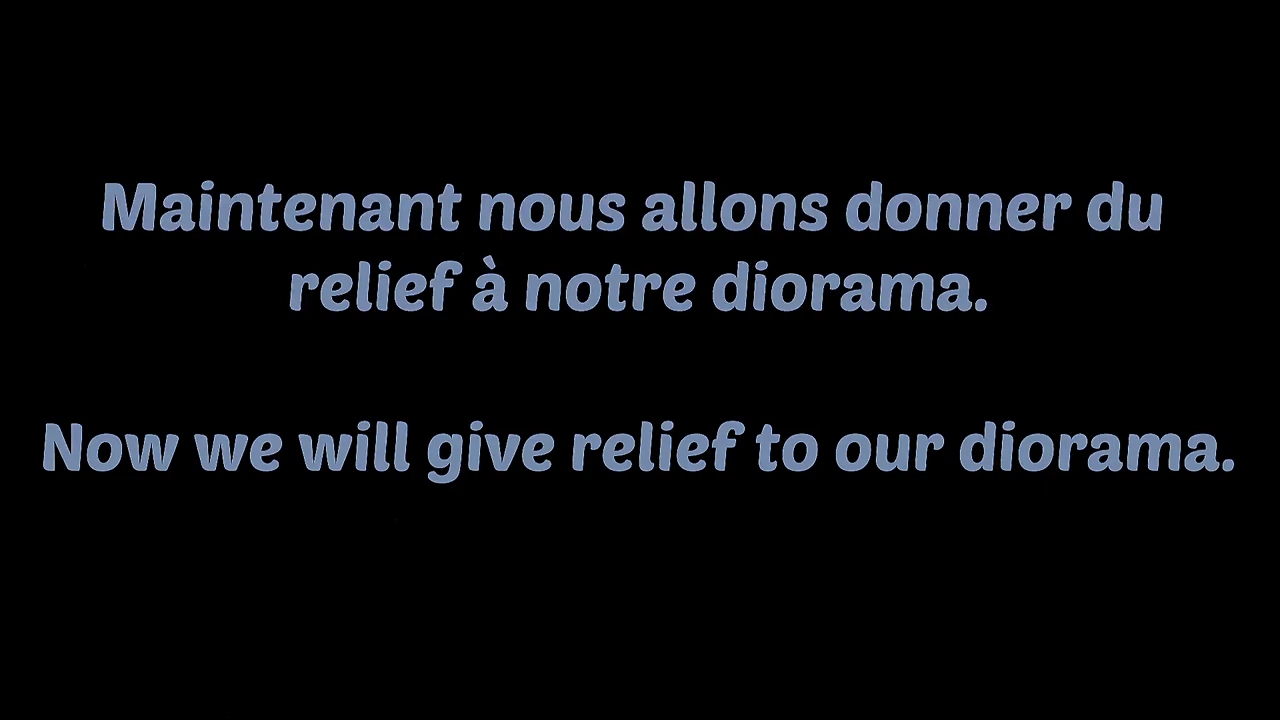 Maintenant nous allons donner du
relief à notre diorama.
Now we will give relief to our diorama.